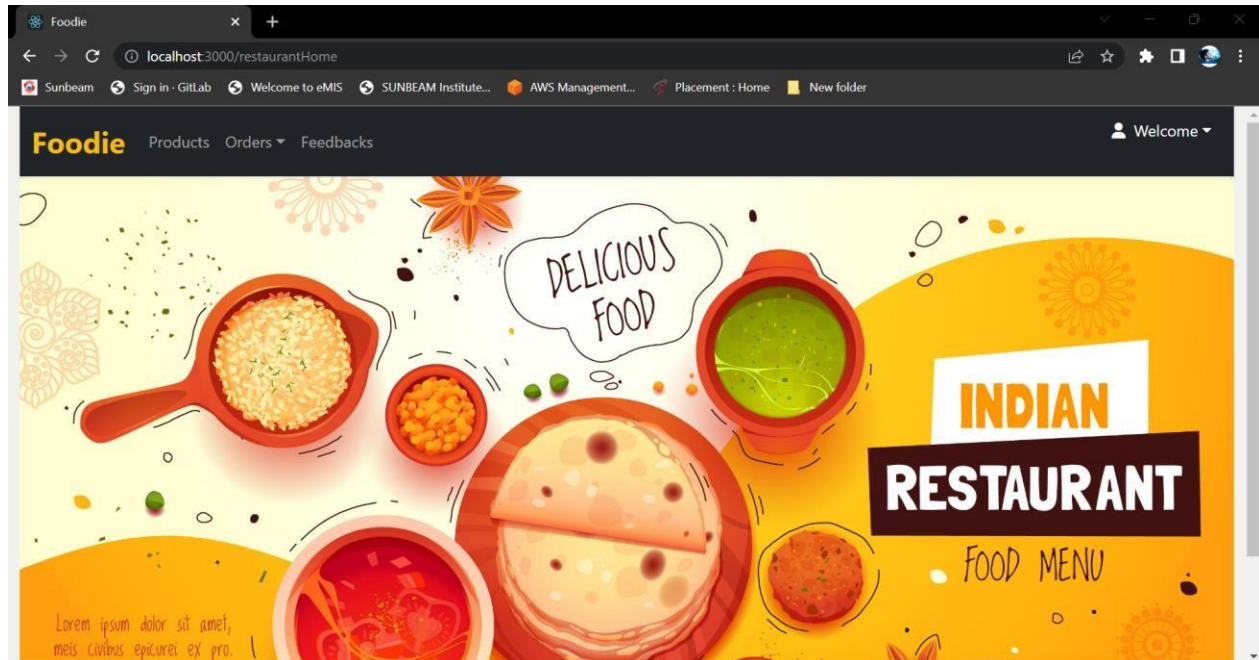 Foodie
localhost:3000/restaurantHome
Sunbeam Sign in · GitLab Welcome to eMIS SUNBEAM Institute... AWS Management... Placement : Home New folder
Foodie Products Orders Feedbacks Welcome
DELICIOUS
FOOD
INDIAN
RESTAURANT
FOOD MENU
Lorem ipsum dolor sit amet,
meis civibus epicurei ex pro.